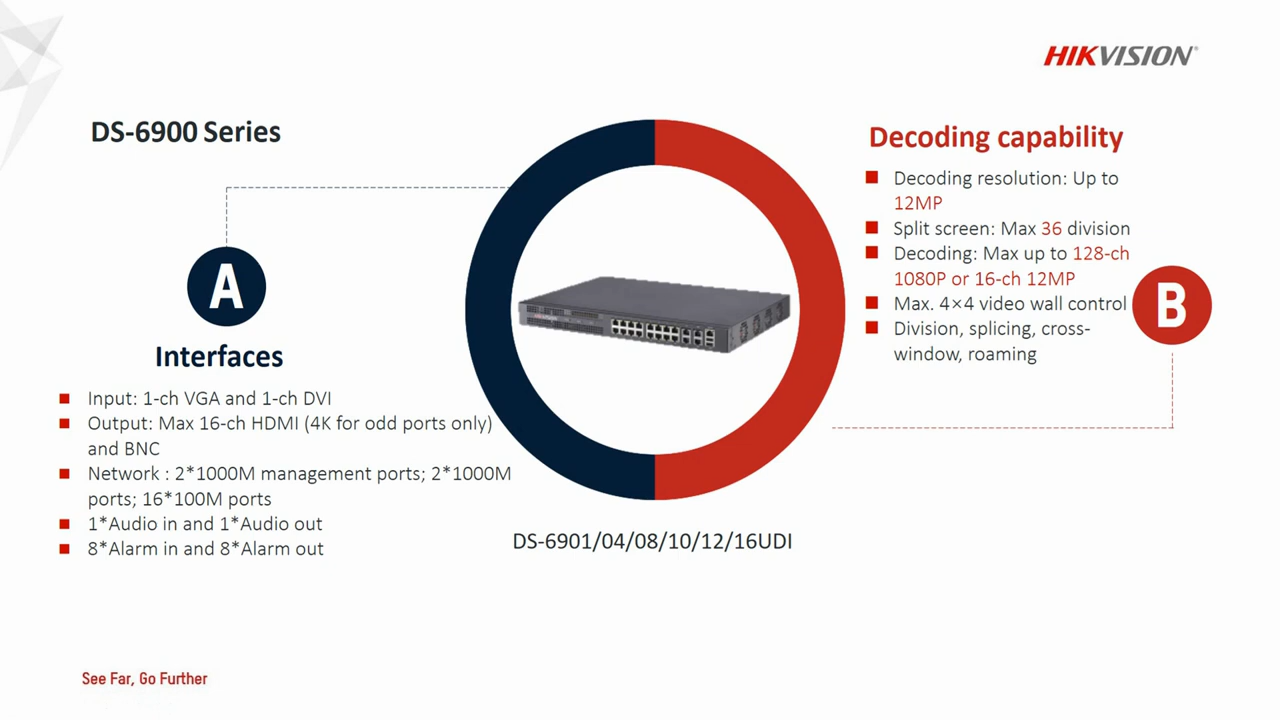 HIKVISION®
DS-6900 Series
A
Interfaces
Input: 1-ch VGA and 1-ch DVI
Output: Max 16-ch HDMI (4K for odd ports only)
and BNC
Network : 2*1000M management ports; 2*1000M
ports; 16*100M ports
1*Audio in and 1*Audio out
8*Alarm in and 8*Alarm out
DS-6901/04/08/10/12/16UDI
Decoding capability
Decoding resolution: Up to
12MP
Split screen: Max 36 division
Decoding: Max up to 128-ch
1080P or 16-ch 12MP
Max. 4×4 video wall control
Division, splicing, cross-
window, roaming
B
See Far, Go Further